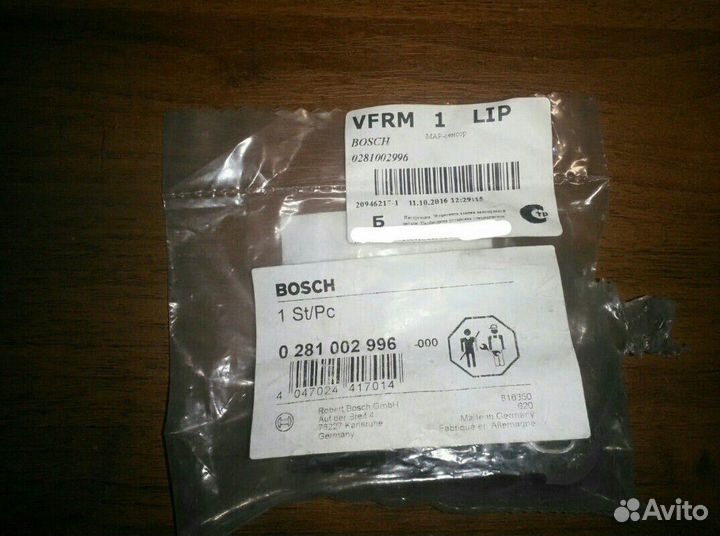 VFRM 1 LIP
BOSCH
MAP-сенсор
0281002996
20946217-1 11.10.2016 12:29:15
Б
BOSCH
1 St/Pc
0 281 002 996 -000
4 047024 417014
Robert Bosch GmbH
Auf der Breit 4
76227 Karlsruhe
Germany
816350
620
Made in Germany
Fabriqué en Allemagne
Avito